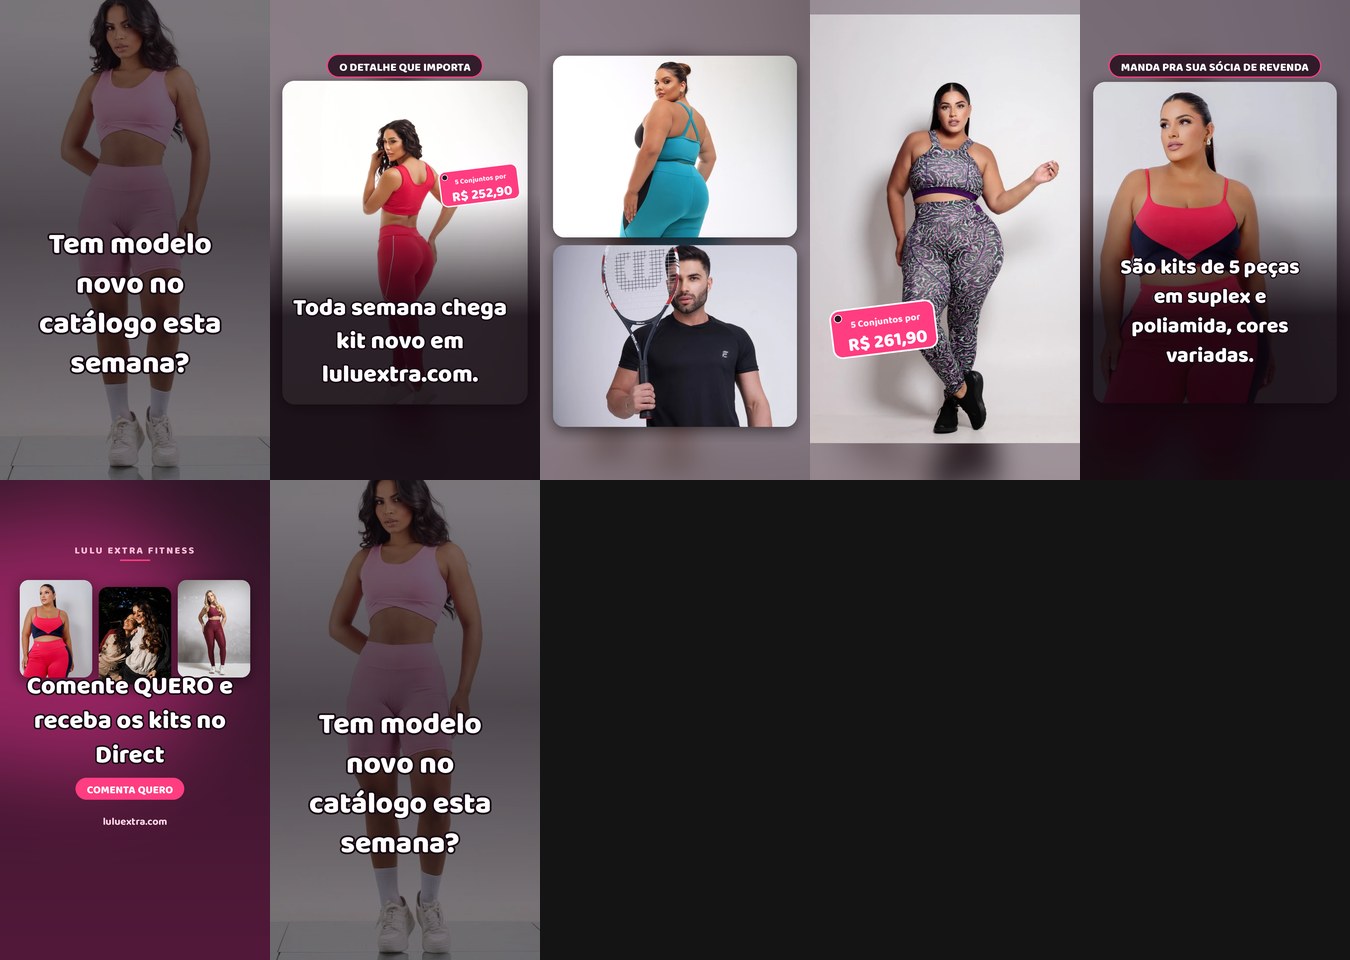 Tem modelo
novo no
catálogo esta
semana?
O DETALHE QUE IMPORTA
5 Conjuntos por
R$ 252,90
Toda semana chega
kit novo em
luluextra.com.
W
5 Conjuntos por
R$ 261,90
MANDA PRA SUA SÓCIA DE REVENDA
São kits de 5 peças
em suplex e
poliamida, cores
variadas.
LULU EXTRA FITNESS
Comente QUERO e
receba os kits no
Direct
COMENTA QUERO
luluextra.com
Tem modelo
novo no
catálogo esta
semana?